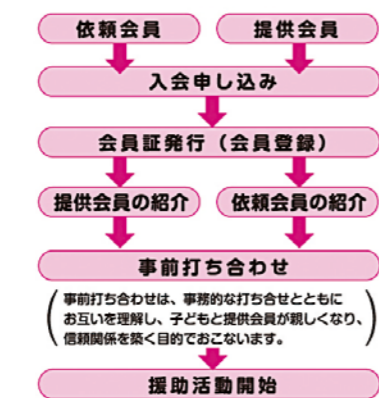 依頼会員
提供会員
入会申し込み
会員証発行（会員登録）
提供会員の紹介
依頼会員の紹介
事前打ち合わせ
事前打ち合わせは、事務的な打ち合せとともに
お互いを理解し、子どもと提供会員が親しくなり、
信頼関係を築く目的でおこないます。
援助活動開始